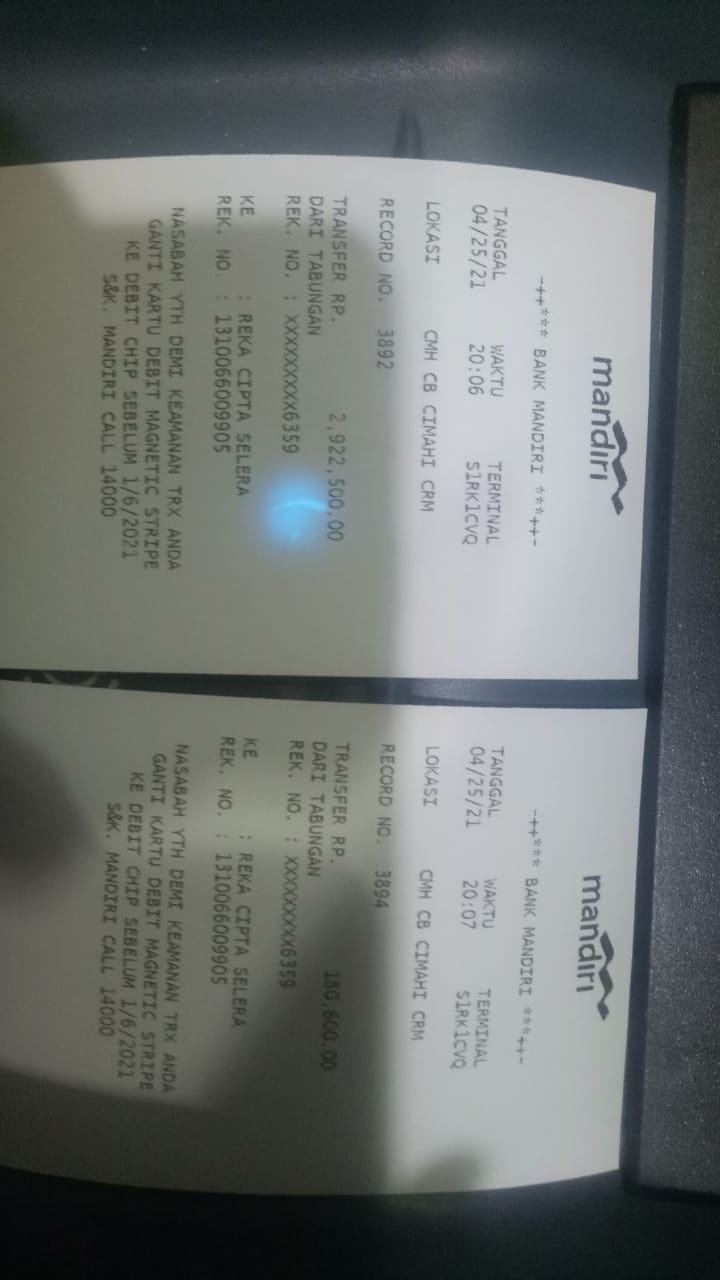 mandiri
-++*** BANK MANDIRI ***++-
TANGGAL WAKTU TERMINAL
04/25/21 20:06 S1RK1CVQ
LOKASI CMH CB CIMAHI CRM
RECORD NO. 3892
TRANSFER RP. 2,922,500.00
DARI TABUNGAN
REK. NO. : XXXXXXXXX6359
KE : REKA CIPTA SELERA
REK. NO. : 1310066009905
NASABAH YTH DEMI KEAMANAN TRX ANDA
GANTI KARTU DEBIT MAGNETIC STRIPE
KE DEBIT CHIP SEBELUM 1/6/2021
S&K. MANDIRI CALL 14000
mandiri
-++*** BANK MANDIRI ***++-
TANGGAL WAKTU TERMINAL
04/25/21 20:07 S1RK1CVQ
LOKASI CMH CB CIMAHI CRM
RECORD NO. 3894
TRANSFER RP. 180,600.00
DARI TABUNGAN
REK. NO. : XXXXXXXXX6359
KE : REKA CIPTA SELERA
REK. NO. : 1310066009905
NASABAH YTH DEMI KEAMANAN TRX ANDA
GANTI KARTU DEBIT MAGNETIC STRIPE
KE DEBIT CHIP SEBELUM 1/6/2021
S&K. MANDIRI CALL 14000